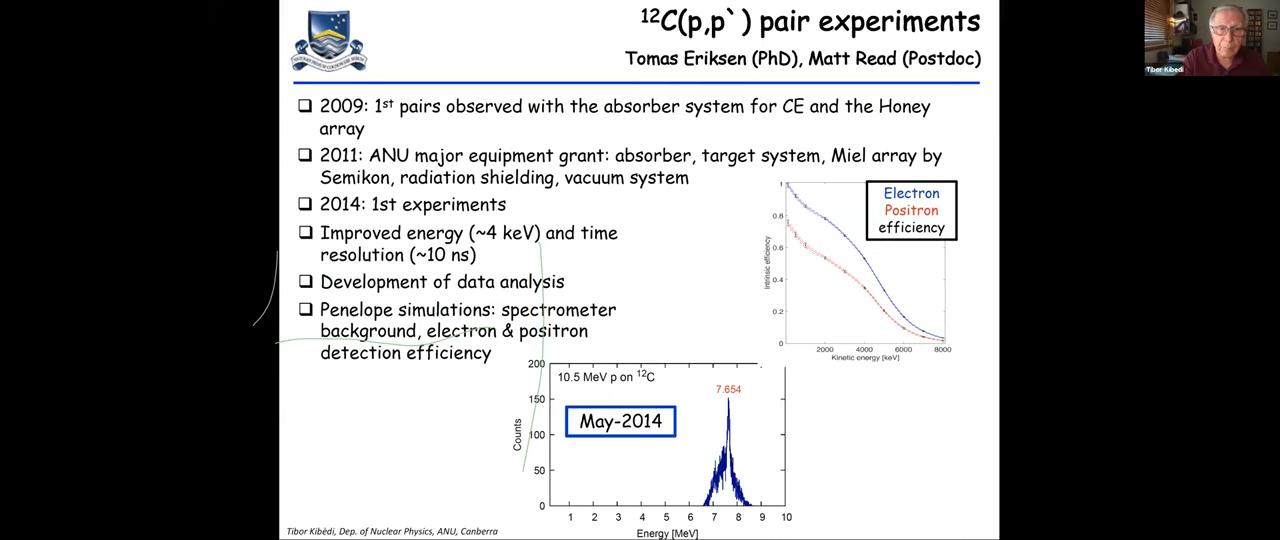 ¹²C(p,p`) pair experiments
Tomas Eriksen (PhD), Matt Read (Postdoc)
Tibor Kibedi
❑ 2009: 1st pairs observed with the absorber system for CE and the Honey
array
❑ 2011: ANU major equipment grant: absorber, target system, Miel array by
Semikon, radiation shielding, vacuum system
❑ 2014: 1st experiments
❑ Improved energy (~4 keV) and time
resolution (~10 ns)
❑ Development of data analysis
❑ Penelope simulations: spectrometer
background, electron & positron
detection efficiency
Electron
Positron
efficiency
Intrinsic efficiency
1
0.8
0.6
0.4
0.2
0
2000 4000 6000 8000
Kinetic energy [keV]
10.5 MeV p on ¹²C
7.654
May-2014
Counts
200
150
100
50
0
1 2 3 4 5 6 7 8 9 10
Energy [MeV]
Tibor Kibèdi, Dep. of Nuclear Physics, ANU, Canberra